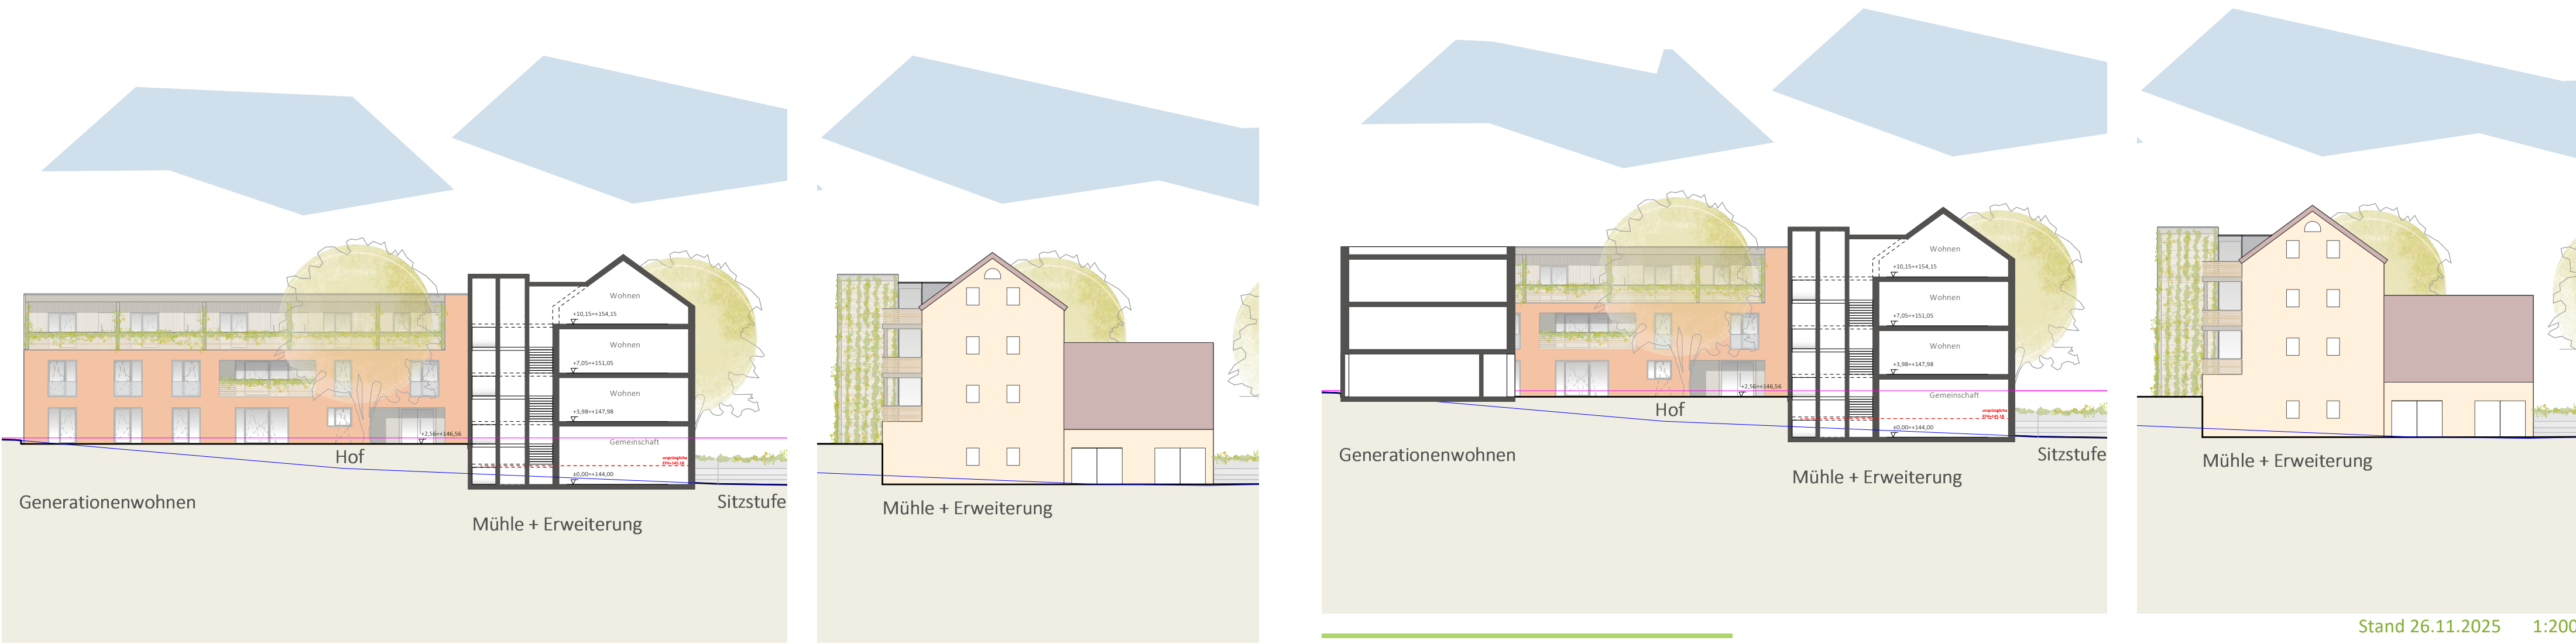 Wohnen
+10,15=+154,15
Wohnen
+7,05=+151,05
Wohnen
+3,98=+147,98
Gemeinschaft
ursprüngliche
±0,00=+144,00
+2,56=+146,56
Hof
Generationenwohnen
Mühle + Erweiterung
Sitzstufe
Mühle + Erweiterung
Wohnen
+10,15=+154,15
Wohnen
+7,05=+151,05
Wohnen
+3,98=+147,98
Gemeinschaft
ursprüngliche
±0,00=+144,00
+2,56=+146,56
Hof
Generationenwohnen
Mühle + Erweiterung
Sitzstufe
Mühle + Erweiterung
Stand 26.11.2025 1:200